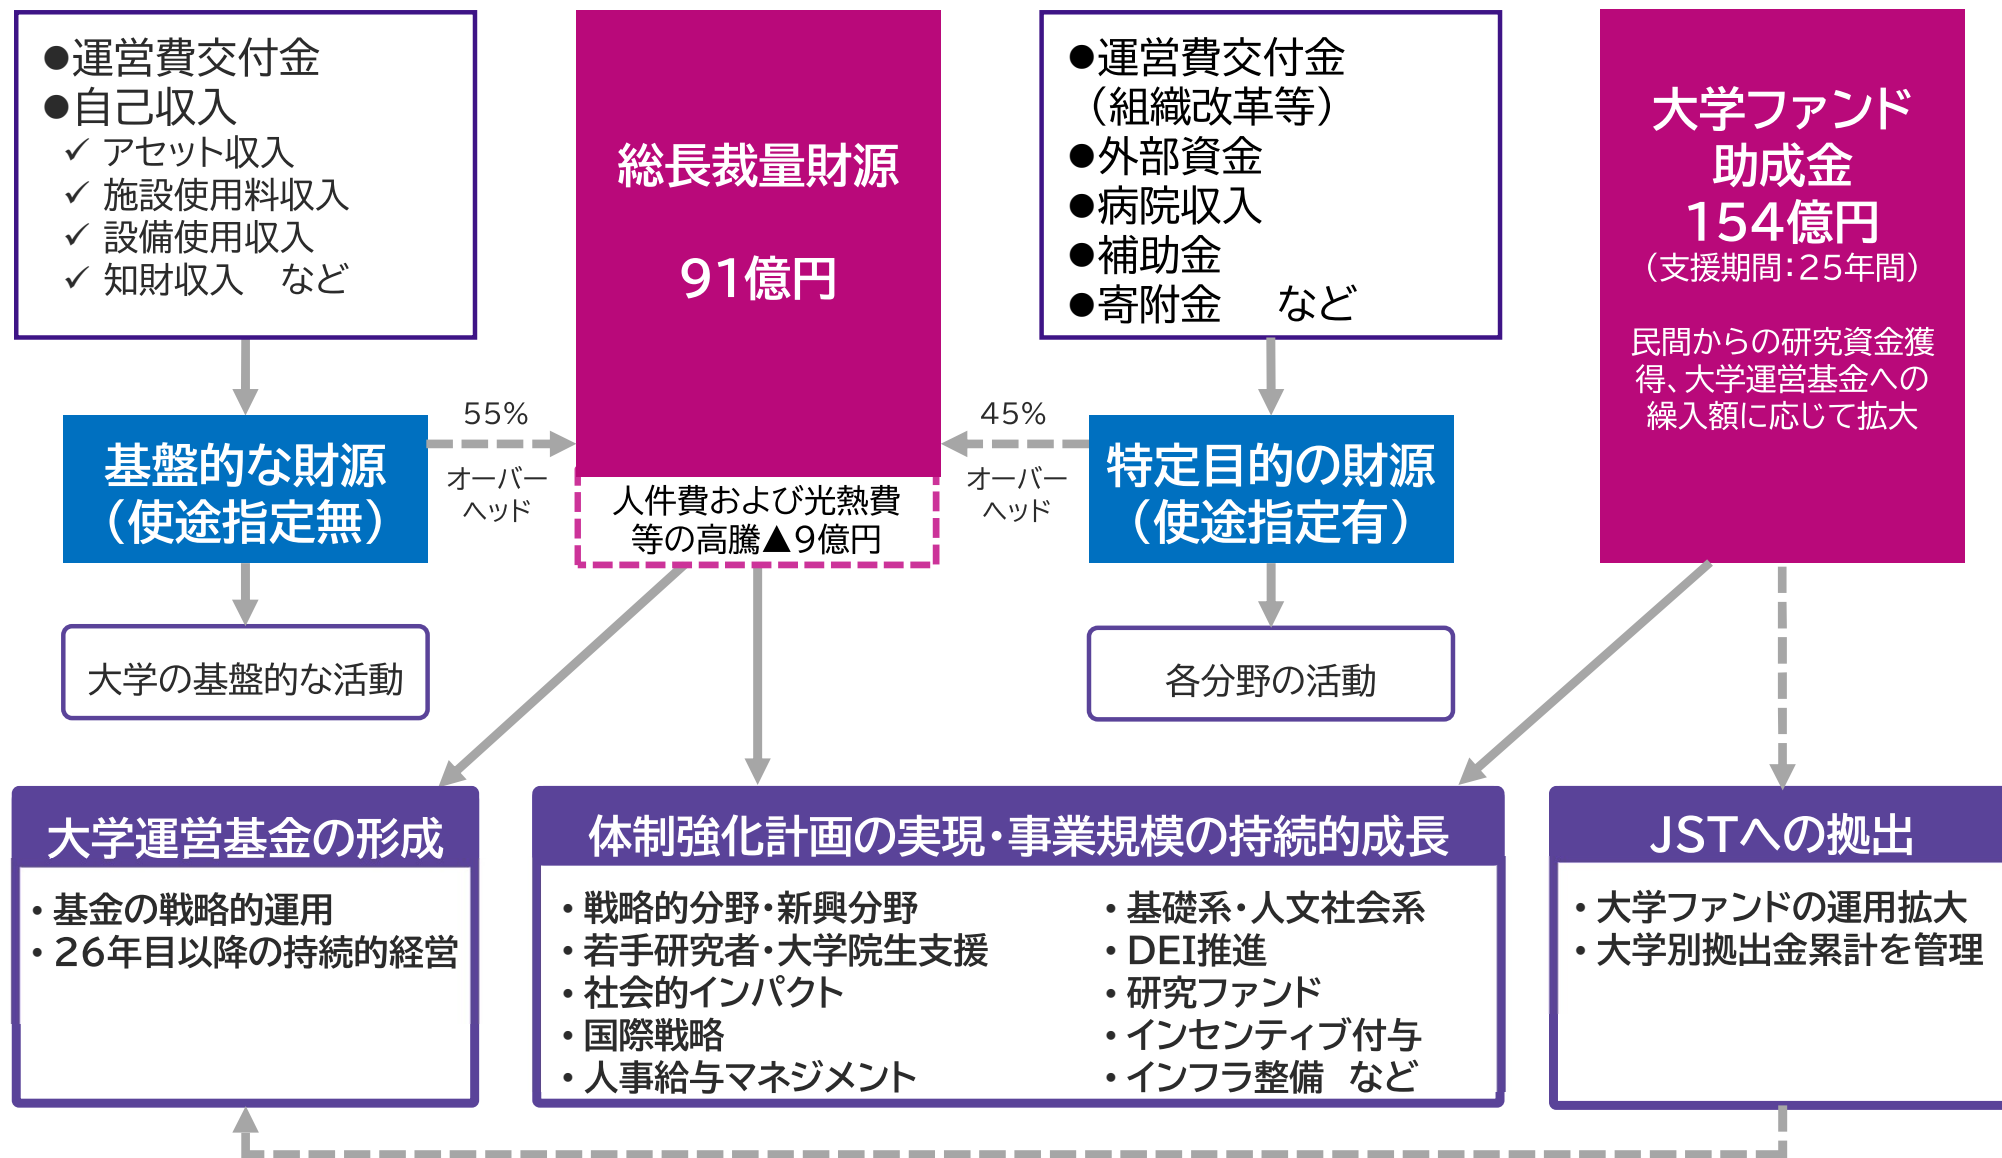 ●運営費交付金
●自己収入
✓ アセット収入
✓ 施設使用料収入
✓ 設備使用収入
✓ 知財収入　など
総長裁量財源
91億円
●運営費交付金
（組織改革等）
●外部資金
●病院収入
●補助金
●寄附金　など
大学ファンド
助成金
154億円
（支援期間：25年間）
民間からの研究資金獲
得、大学運営基金への
繰入額に応じて拡大
基盤的な財源
（使途指定無）
55%
オーバー
ヘッド
人件費および光熱費
等の高騰▲9億円
45%
オーバー
ヘッド
特定目的の財源
（使途指定有）
大学の基盤的な活動
各分野の活動
大学運営基金の形成
・基金の戦略的運用
・26年目以降の持続的経営
体制強化計画の実現・事業規模の持続的成長
・戦略的分野・新興分野
・若手研究者・大学院生支援
・社会的インパクト
・国際戦略
・人事給与マネジメント
・基礎系・人文社会系
・DEI推進
・研究ファンド
・インセンティブ付与
・インフラ整備　など
JSTへの拠出
・大学ファンドの運用拡大
・大学別拠出金累計を管理